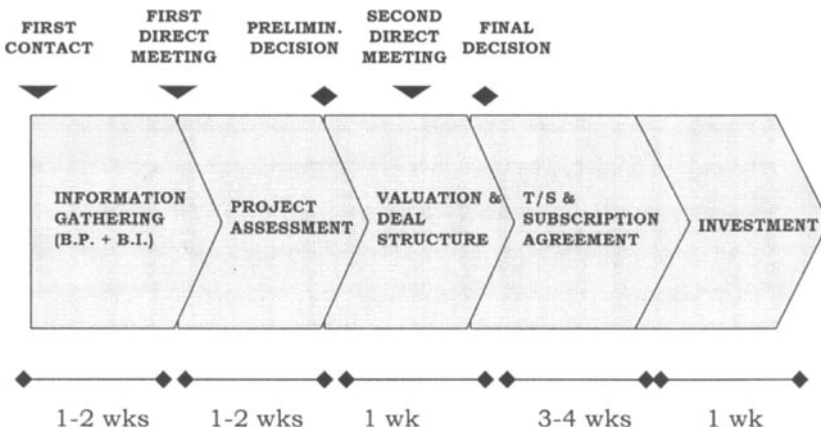 FIRST
CONTACT
FIRST
DIRECT
MEETING
PRELIMIN.
DECISION
SECOND
DIRECT
MEETING
FINAL
DECISION
INFORMATION
GATHERING
(B.P. + B.I.)
PROJECT
ASSESSMENT
VALUATION &
DEAL
STRUCTURE
T/S &
SUBSCRIPTION
AGREEMENT
INVESTMENT
1-2 wks
1-2 wks
1 wk
3-4 wks
1 wk